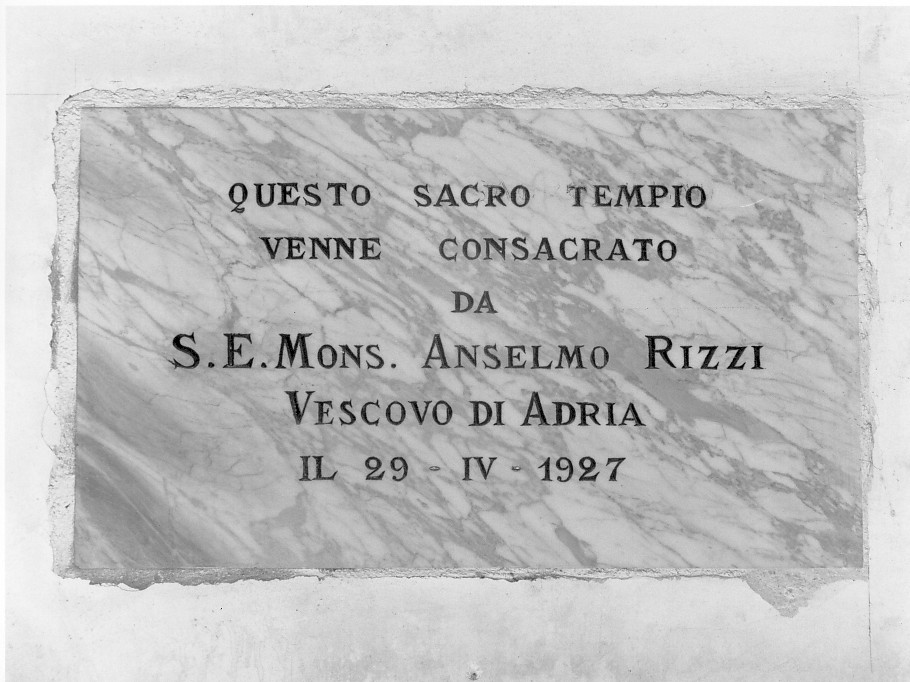 QUESTO SACRO TEMPIO
VENNE CONSACRATO
DA
S.E. MONS. ANSELMO RIZZI
VESCOVO DI ADRIA
IL 29 - IV - 1927